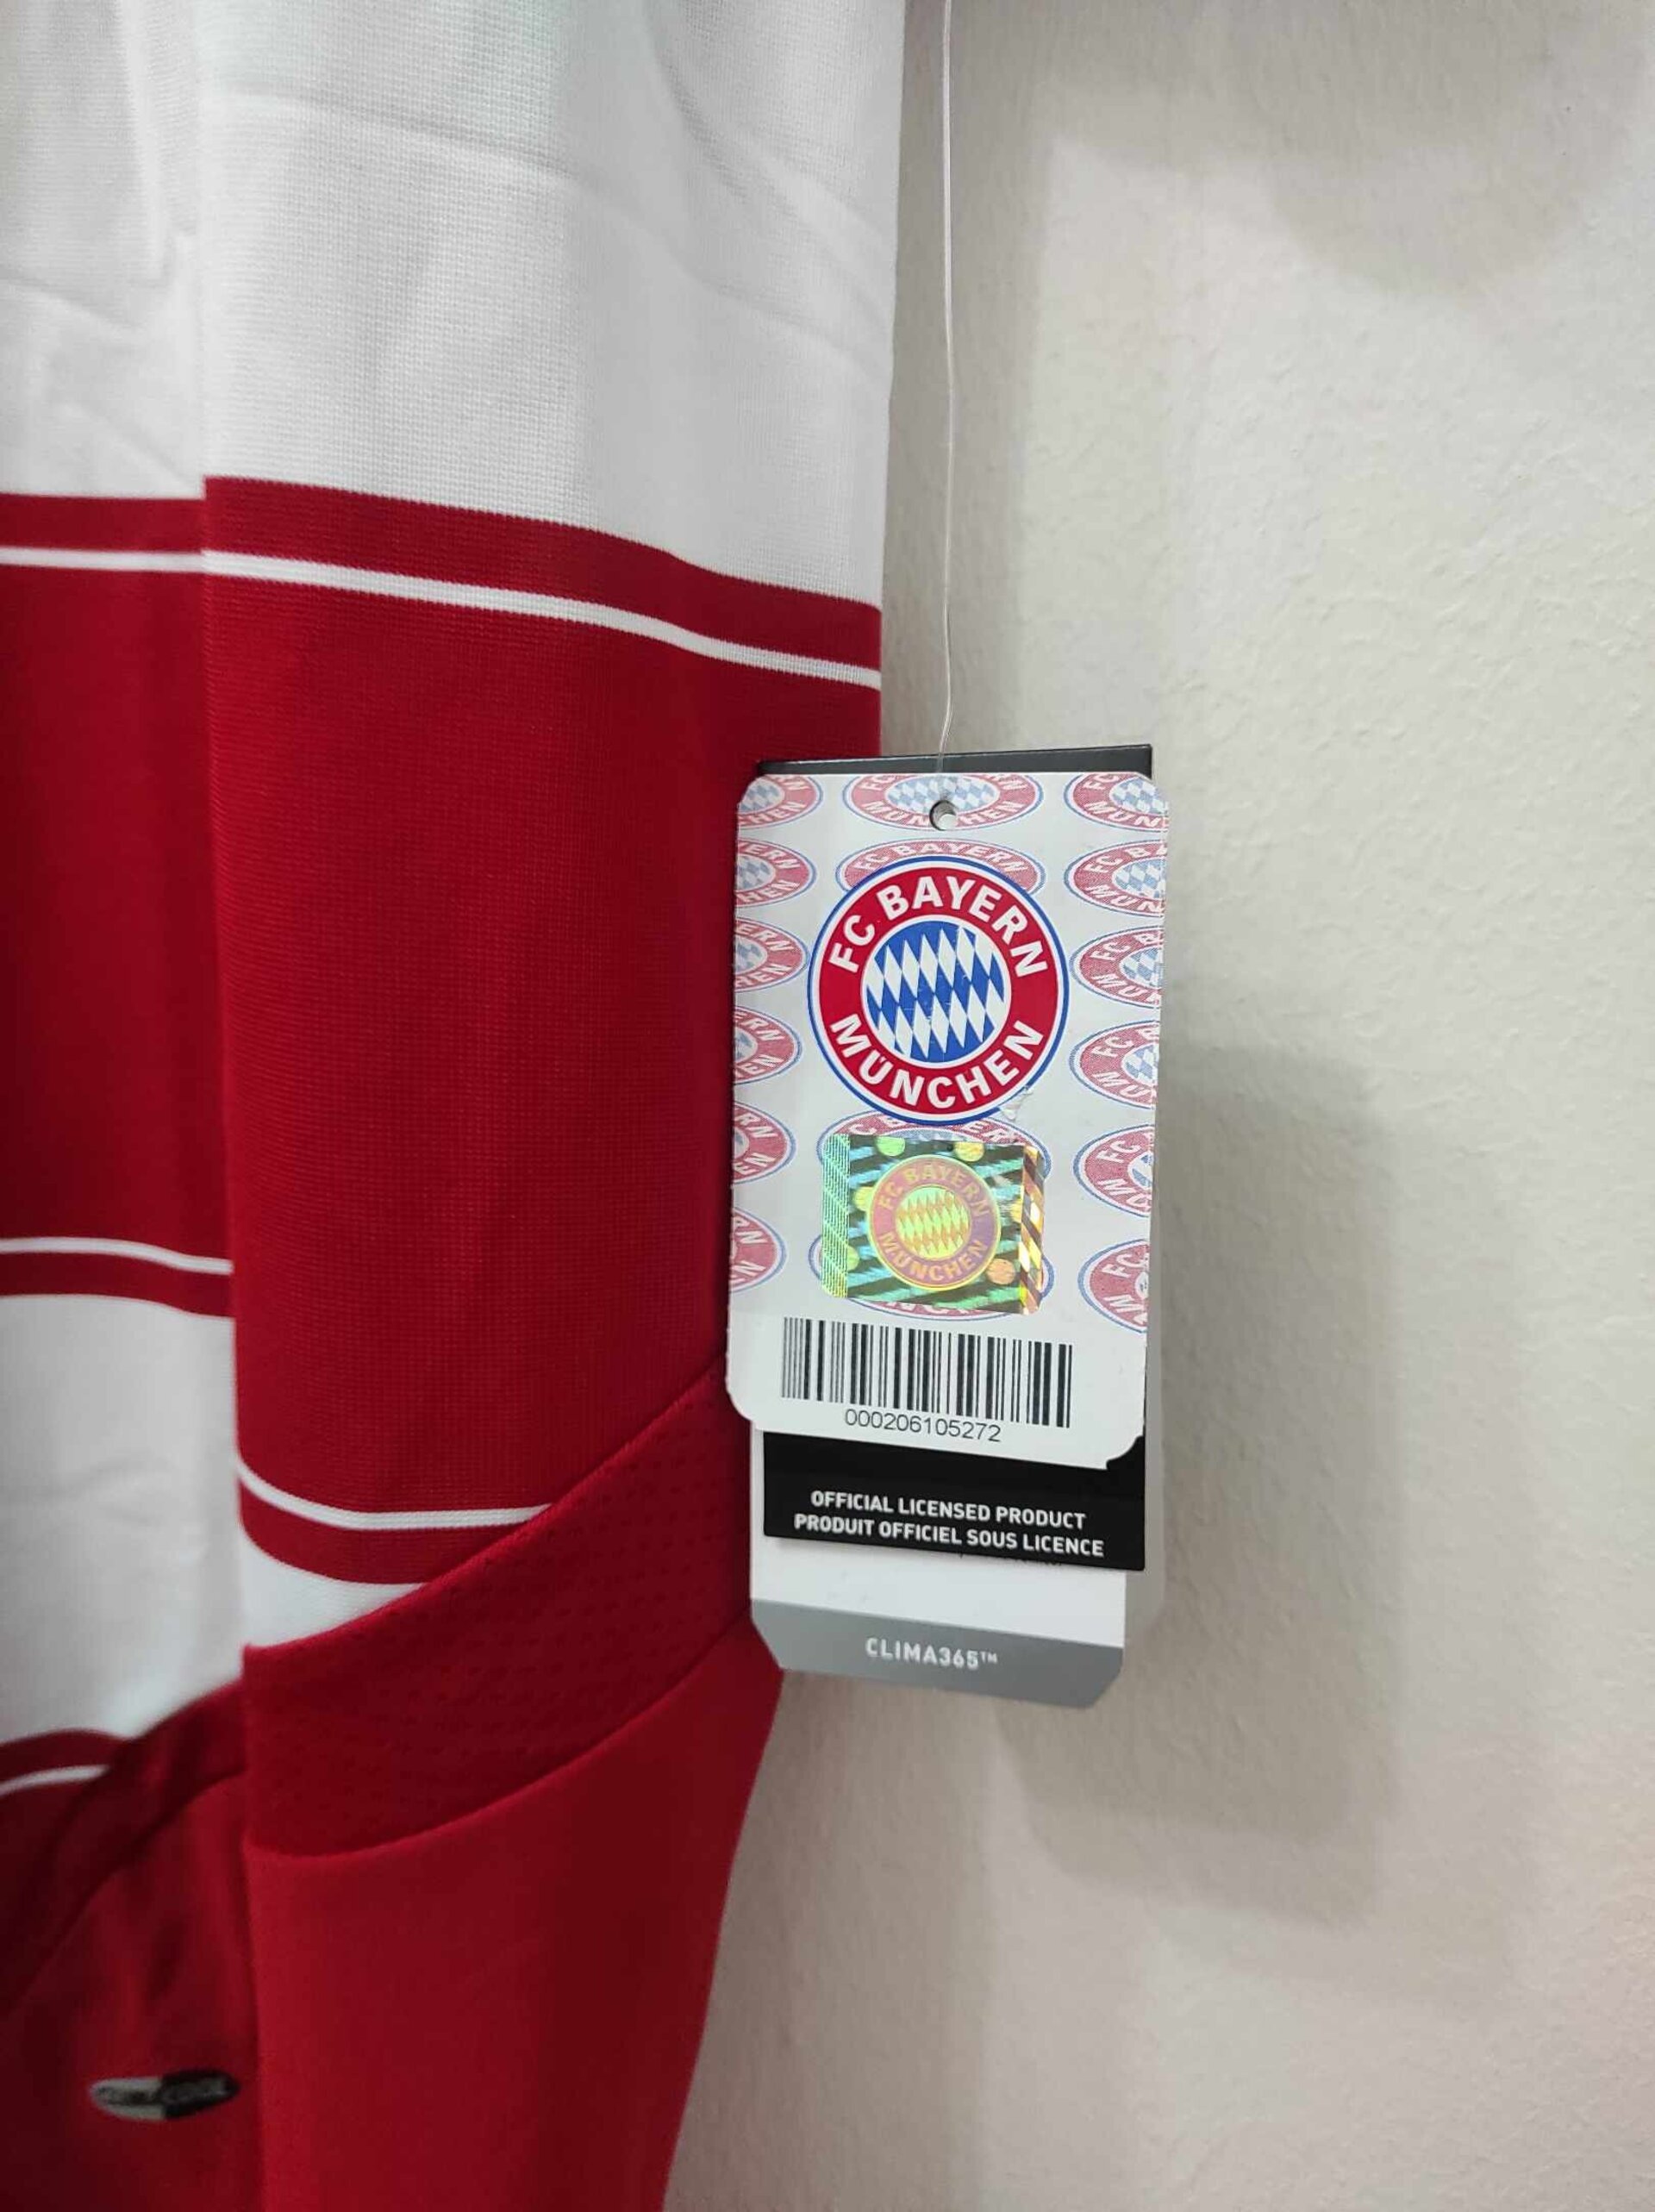 FC BAYERN
MÜNCHEN
FC BAYERN
MÜNCHEN
000206105272
OFFICIAL LICENSED PRODUCT
PRODUIT OFFICIEL SOUS LICENCE
CLIMA365™